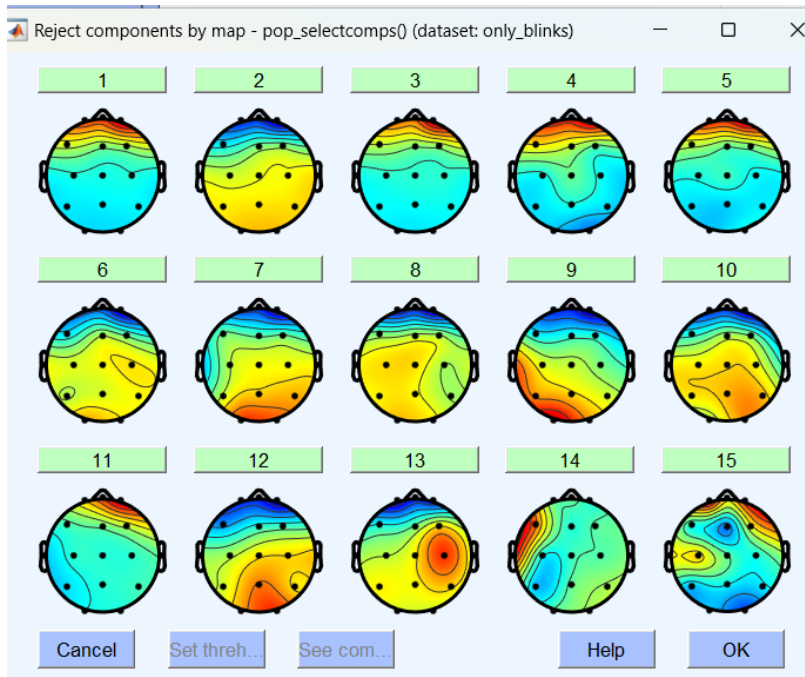 Reject components by map - pop_selectcomps() (dataset: only_blinks)
1 2 3 4 5
6 7 8 9 10
11 12 13 14 15
Cancel Set threh... See com... Help OK